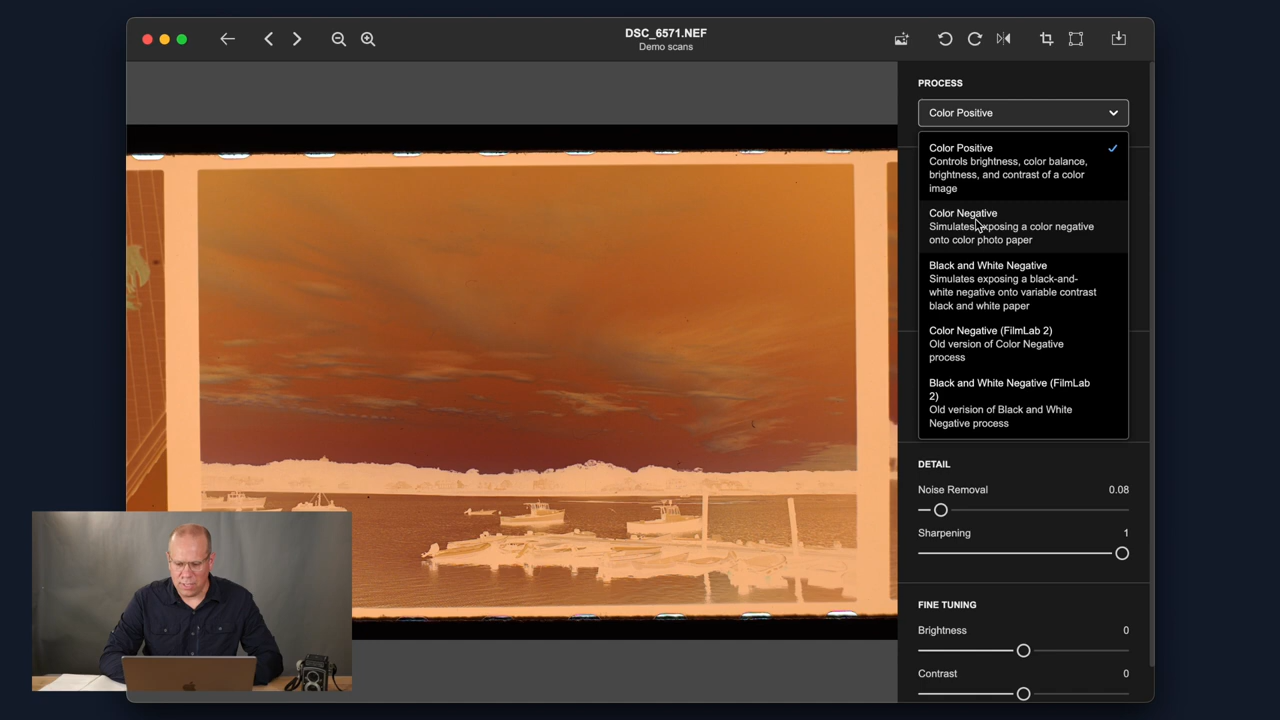 DSC_6571.NEF
Demo scans
PROCESS
Color Positive
Color Positive
Controls brightness, color balance,
brightness, and contrast of a color
image
Color Negative
Simulates exposing a color negative
onto color photo paper
Black and White Negative
Simulates exposing a black-and-
white negative onto variable contrast
black and white paper
Color Negative (FilmLab 2)
Old version of Color Negative
process
Black and White Negative (FilmLab
2)
Old verision of Black and White
Negative process
DETAIL
Noise Removal 0.08
Sharpening 1
FINE TUNING
Brightness 0
Contrast 0